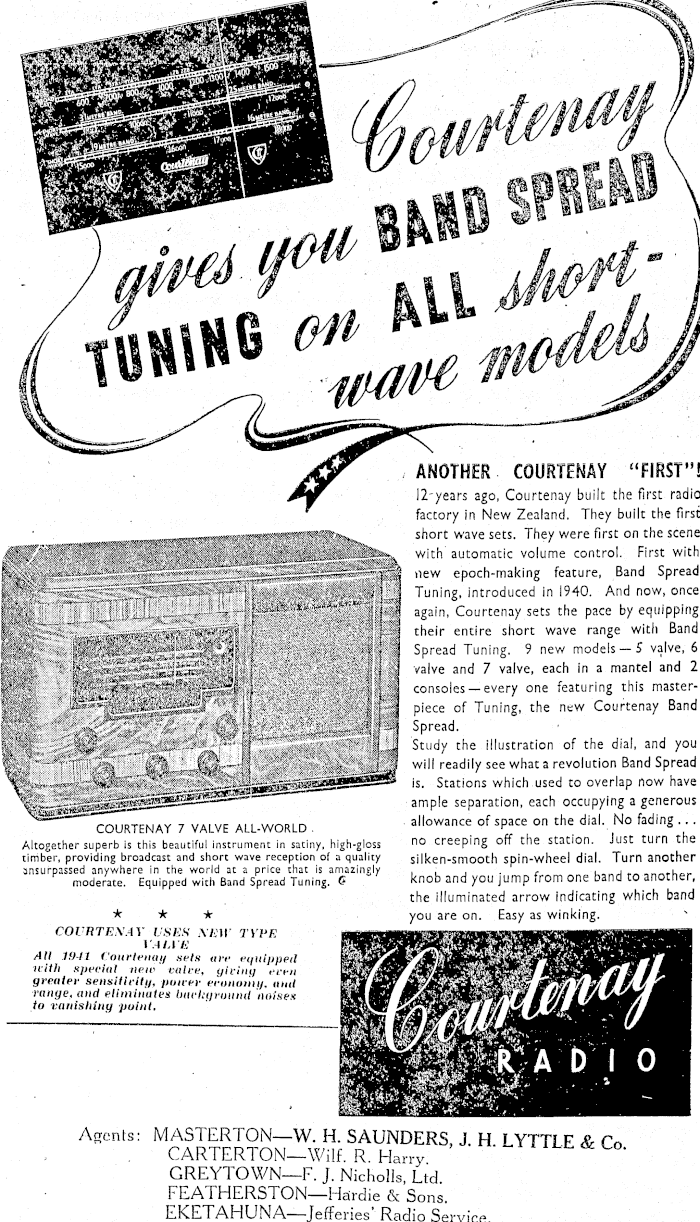 Courtenay
gives you BAND SPREAD
TUNING on ALL short-
wave models
ANOTHER COURTENAY "FIRST"!
12-years ago, Courtenay built the first radio
factory in New Zealand. They built the first
short wave sets. They were first on the scene
with automatic volume control. First with
new epoch-making feature, Band Spread
Tuning, introduced in 1940. And now, once
again, Courtenay sets the pace by equipping
their entire short wave range with Band
Spread Tuning. 9 new models — 5 valve, 6
valve and 7 valve, each in a mantel and 2
consoles — every one featuring this master-
piece of Tuning, the new Courtenay Band
Spread.
Study the illustration of the dial, and you
will readily see what a revolution Band Spread
is. Stations which used to overlap now have
ample separation, each occupying a generous
allowance of space on the dial. No fading . . .
no creeping off the station. Just turn the
silken-smooth spin-wheel dial. Turn another
knob and you jump from one band to another,
the illuminated arrow indicating which band
you are on. Easy as winking.
COURTENAY 7 VALVE ALL-WORLD
Altogether superb is this beautiful instrument in satiny, high-gloss
timber, providing broadcast and short wave reception of a quality
unsurpassed anywhere in the world at a price that is amazingly
moderate. Equipped with Band Spread Tuning. G
★ ★ ★
COURTENAY USES NEW TYPE
VALVE
All 1941 Courtenay sets are equipped
with special new valve, giving even
greater sensitivity, power economy, and
range, and eliminates background noises
to vanishing point.
Courtenay
RADIO
Agents: MASTERTON—W. H. SAUNDERS, J. H. LYTTLE & Co.
CARTERTON—Wilf. R. Harry.
GREYTOWN—F. J. Nicholls, Ltd.
FEATHERSTON—Hardie & Sons.
EKETAHUNA—Jefferies' Radio Service.